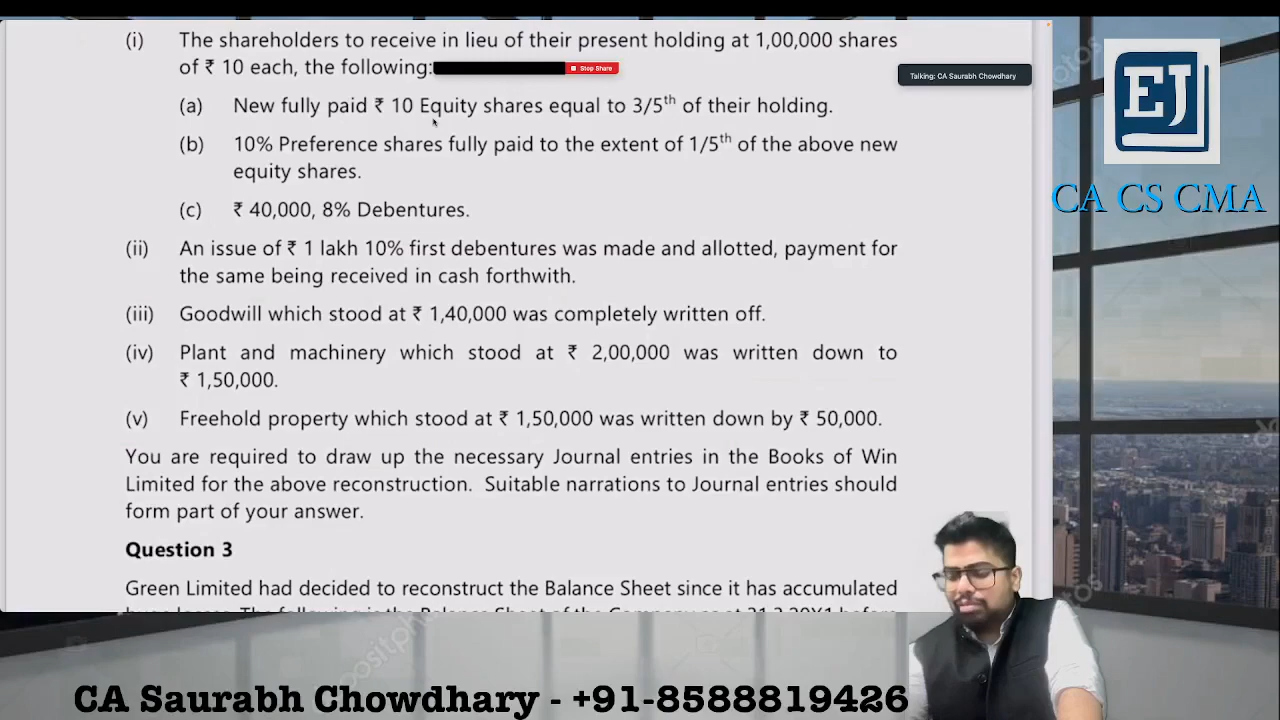 (i) The shareholders to receive in lieu of their present holding at 1,00,000 shares
of ₹ 10 each, the following:
Stop Share
Talking: CA Saurabh Chowdhary
(a) New fully paid ₹ 10 Equity shares equal to 3/5th of their holding.
(b) 10% Preference shares fully paid to the extent of 1/5th of the above new
equity shares.
(c) ₹ 40,000, 8% Debentures.
(ii) An issue of ₹ 1 lakh 10% first debentures was made and allotted, payment for
the same being received in cash forthwith.
(iii) Goodwill which stood at ₹ 1,40,000 was completely written off.
(iv) Plant and machinery which stood at ₹ 2,00,000 was written down to
₹ 1,50,000.
(v) Freehold property which stood at ₹ 1,50,000 was written down by ₹ 50,000.
You are required to draw up the necessary Journal entries in the Books of Win
Limited for the above reconstruction. Suitable narrations to Journal entries should
form part of your answer.
Question 3
Green Limited had decided to reconstruct the Balance Sheet since it has accumulated
EJ
CA CS CMA
CA Saurabh Chowdhary - +91-8588819426